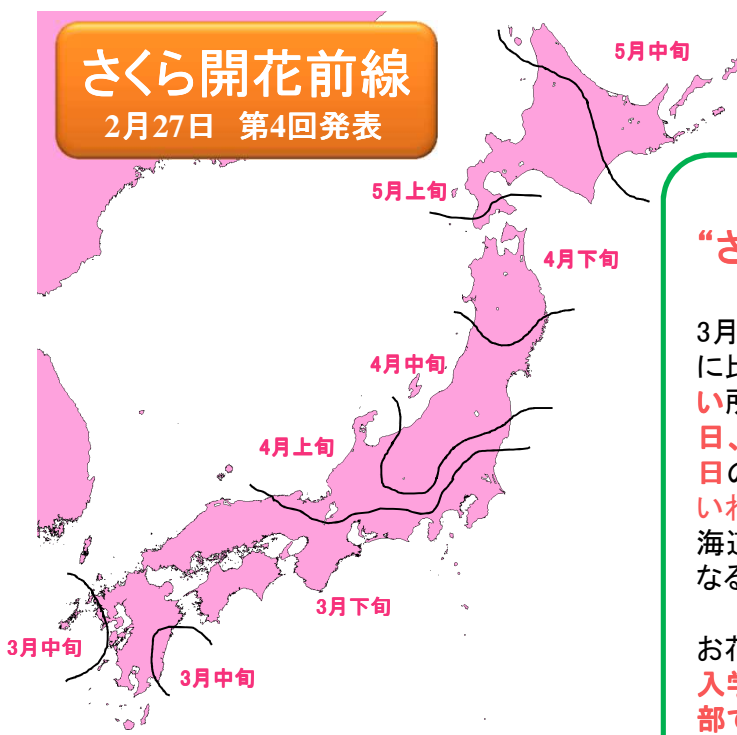 さくら開花前線
2月27日 第4回発表
5月中旬
5月上旬
4月下旬
4月中旬
4月上旬
3月下旬
3月中旬
3月中旬
“さ
3月
に比
い所
日、
日の
いわ
海道
なる
お花
入学
部で